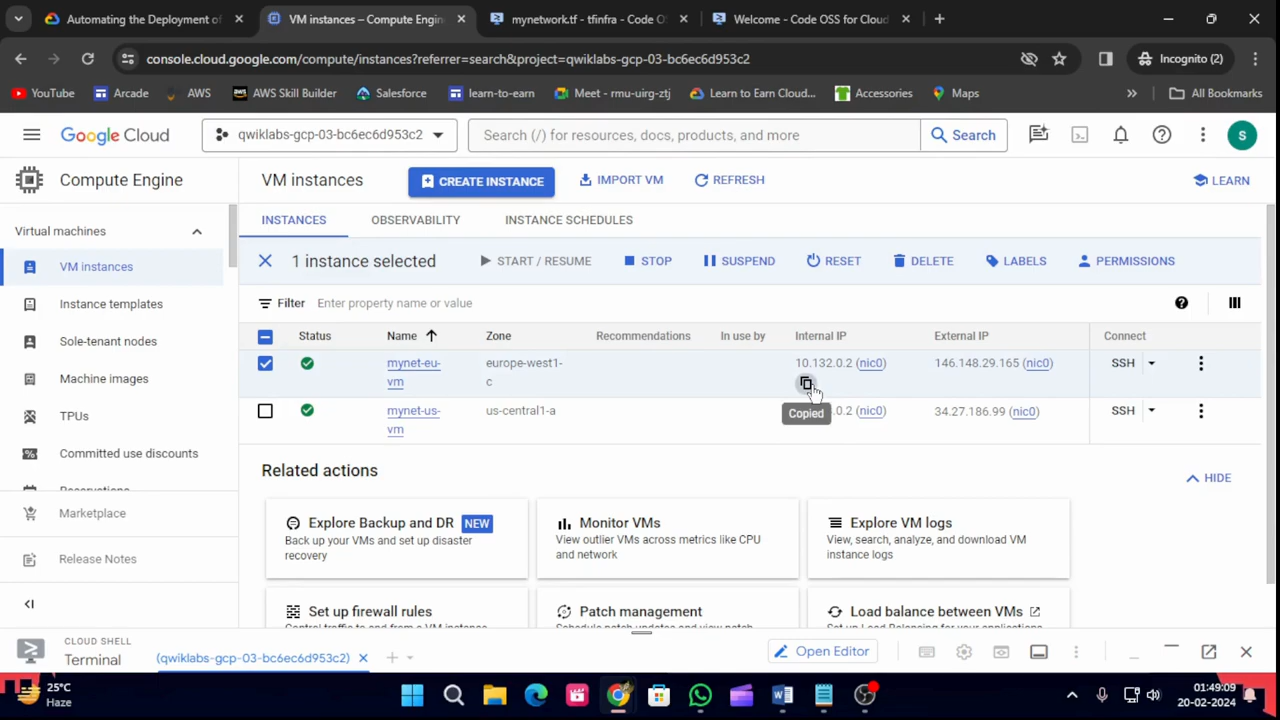 Automating the Deployment of
VM instances – Compute Engin
mynetwork.tf - tfinfra - Code O
Welcome - Code OSS for Cloud
console.cloud.google.com/compute/instances?referrer=search&project=qwiklabs-gcp-03-bc6ec6d953c2
Incognito (2)
YouTube
Arcade
AWS
AWS Skill Builder
Salesforce
learn-to-earn
Meet - rmu-uirg-ztj
Learn to Earn Cloud...
Accessories
Maps
All Bookmarks
Google Cloud
qwiklabs-gcp-03-bc6ec6d953c2
Search (/) for resources, docs, products, and more
Search
S
Compute Engine
VM instances
CREATE INSTANCE
IMPORT VM
REFRESH
LEARN
Virtual machines
INSTANCES
OBSERVABILITY
INSTANCE SCHEDULES
VM instances
1 instance selected
START / RESUME
STOP
SUSPEND
RESET
DELETE
LABELS
PERMISSIONS
Instance templates
Filter
Enter property name or value
Sole-tenant nodes
Status
Name
Zone
Recommendations
In use by
Internal IP
External IP
Connect
mynet-eu-
vm
europe-west1-
c
10.132.0.2 (nic0)
146.148.29.165 (nic0)
SSH
Copied
Machine images
mynet-us-
vm
us-central1-a
.0.2 (nic0)
34.27.186.99 (nic0)
SSH
TPUs
Committed use discounts
Reservations
Marketplace
Release Notes
Related actions
HIDE
Explore Backup and DR NEW
Back up your VMs and set up disaster
recovery
Monitor VMs
View outlier VMs across metrics like CPU
and network
Explore VM logs
View, search, analyze, and download VM
instance logs
Set up firewall rules
Control traffic to and from a VM instance
Patch management
Schedule patch updates and view patch
Load balance between VMs
Set up Load Balancing for your applications
CLOUD SHELL
Terminal
(qwiklabs-gcp-03-bc6ec6d953c2)
Open Editor
25°C
Haze
01:49:09
20-02-2024